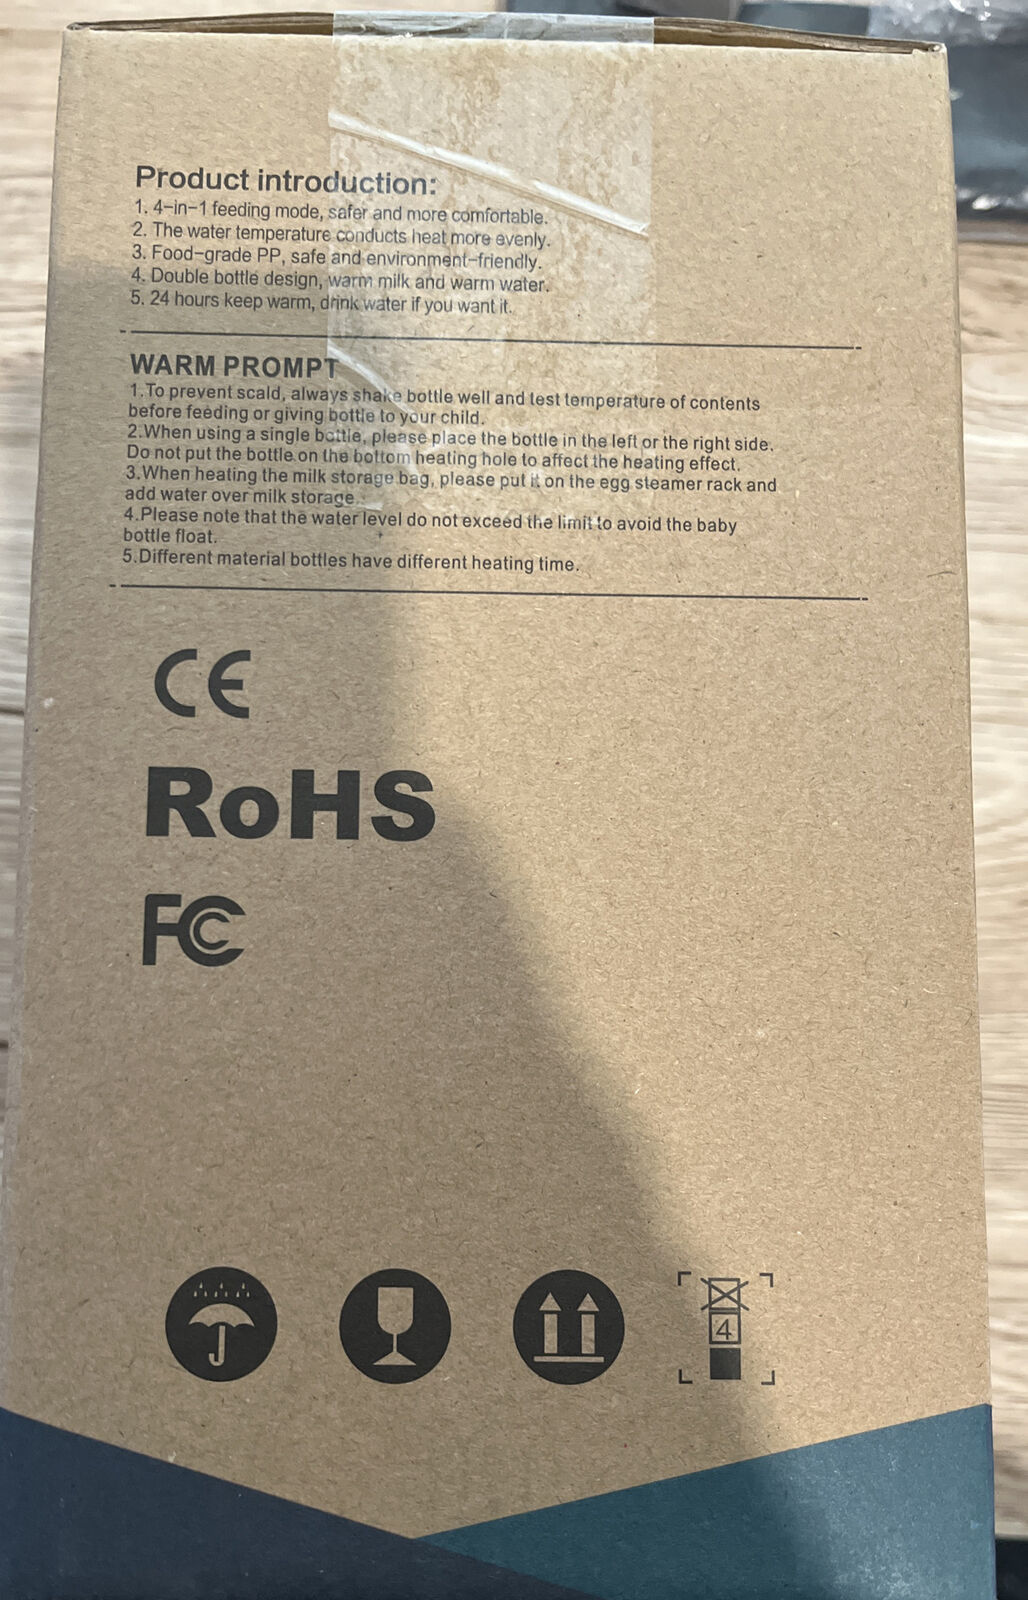 Product introduction:
1. 4-in-1 feeding mode, safer and more comfortable.
2. The water temperature conducts heat more evenly.
3. Food-grade PP, safe and environment-friendly.
4. Double bottle design, warm milk and warm water.
5. 24 hours keep warm, drink water if you want it.
WARM PROMPT
1.To prevent scald, always shake bottle well and test temperature of contents
before feeding or giving bottle to your child.
2.When using a single bottle, please place the bottle in the left or the right side.
Do not put the bottle on the bottom heating hole to affect the heating effect.
3.When heating the milk storage bag, please put it on the egg steamer rack and
add water over milk storage.
4.Please note that the water level do not exceed the limit to avoid the baby
bottle float.
5.Different material bottles have different heating time.
CE
RoHS
FC
4